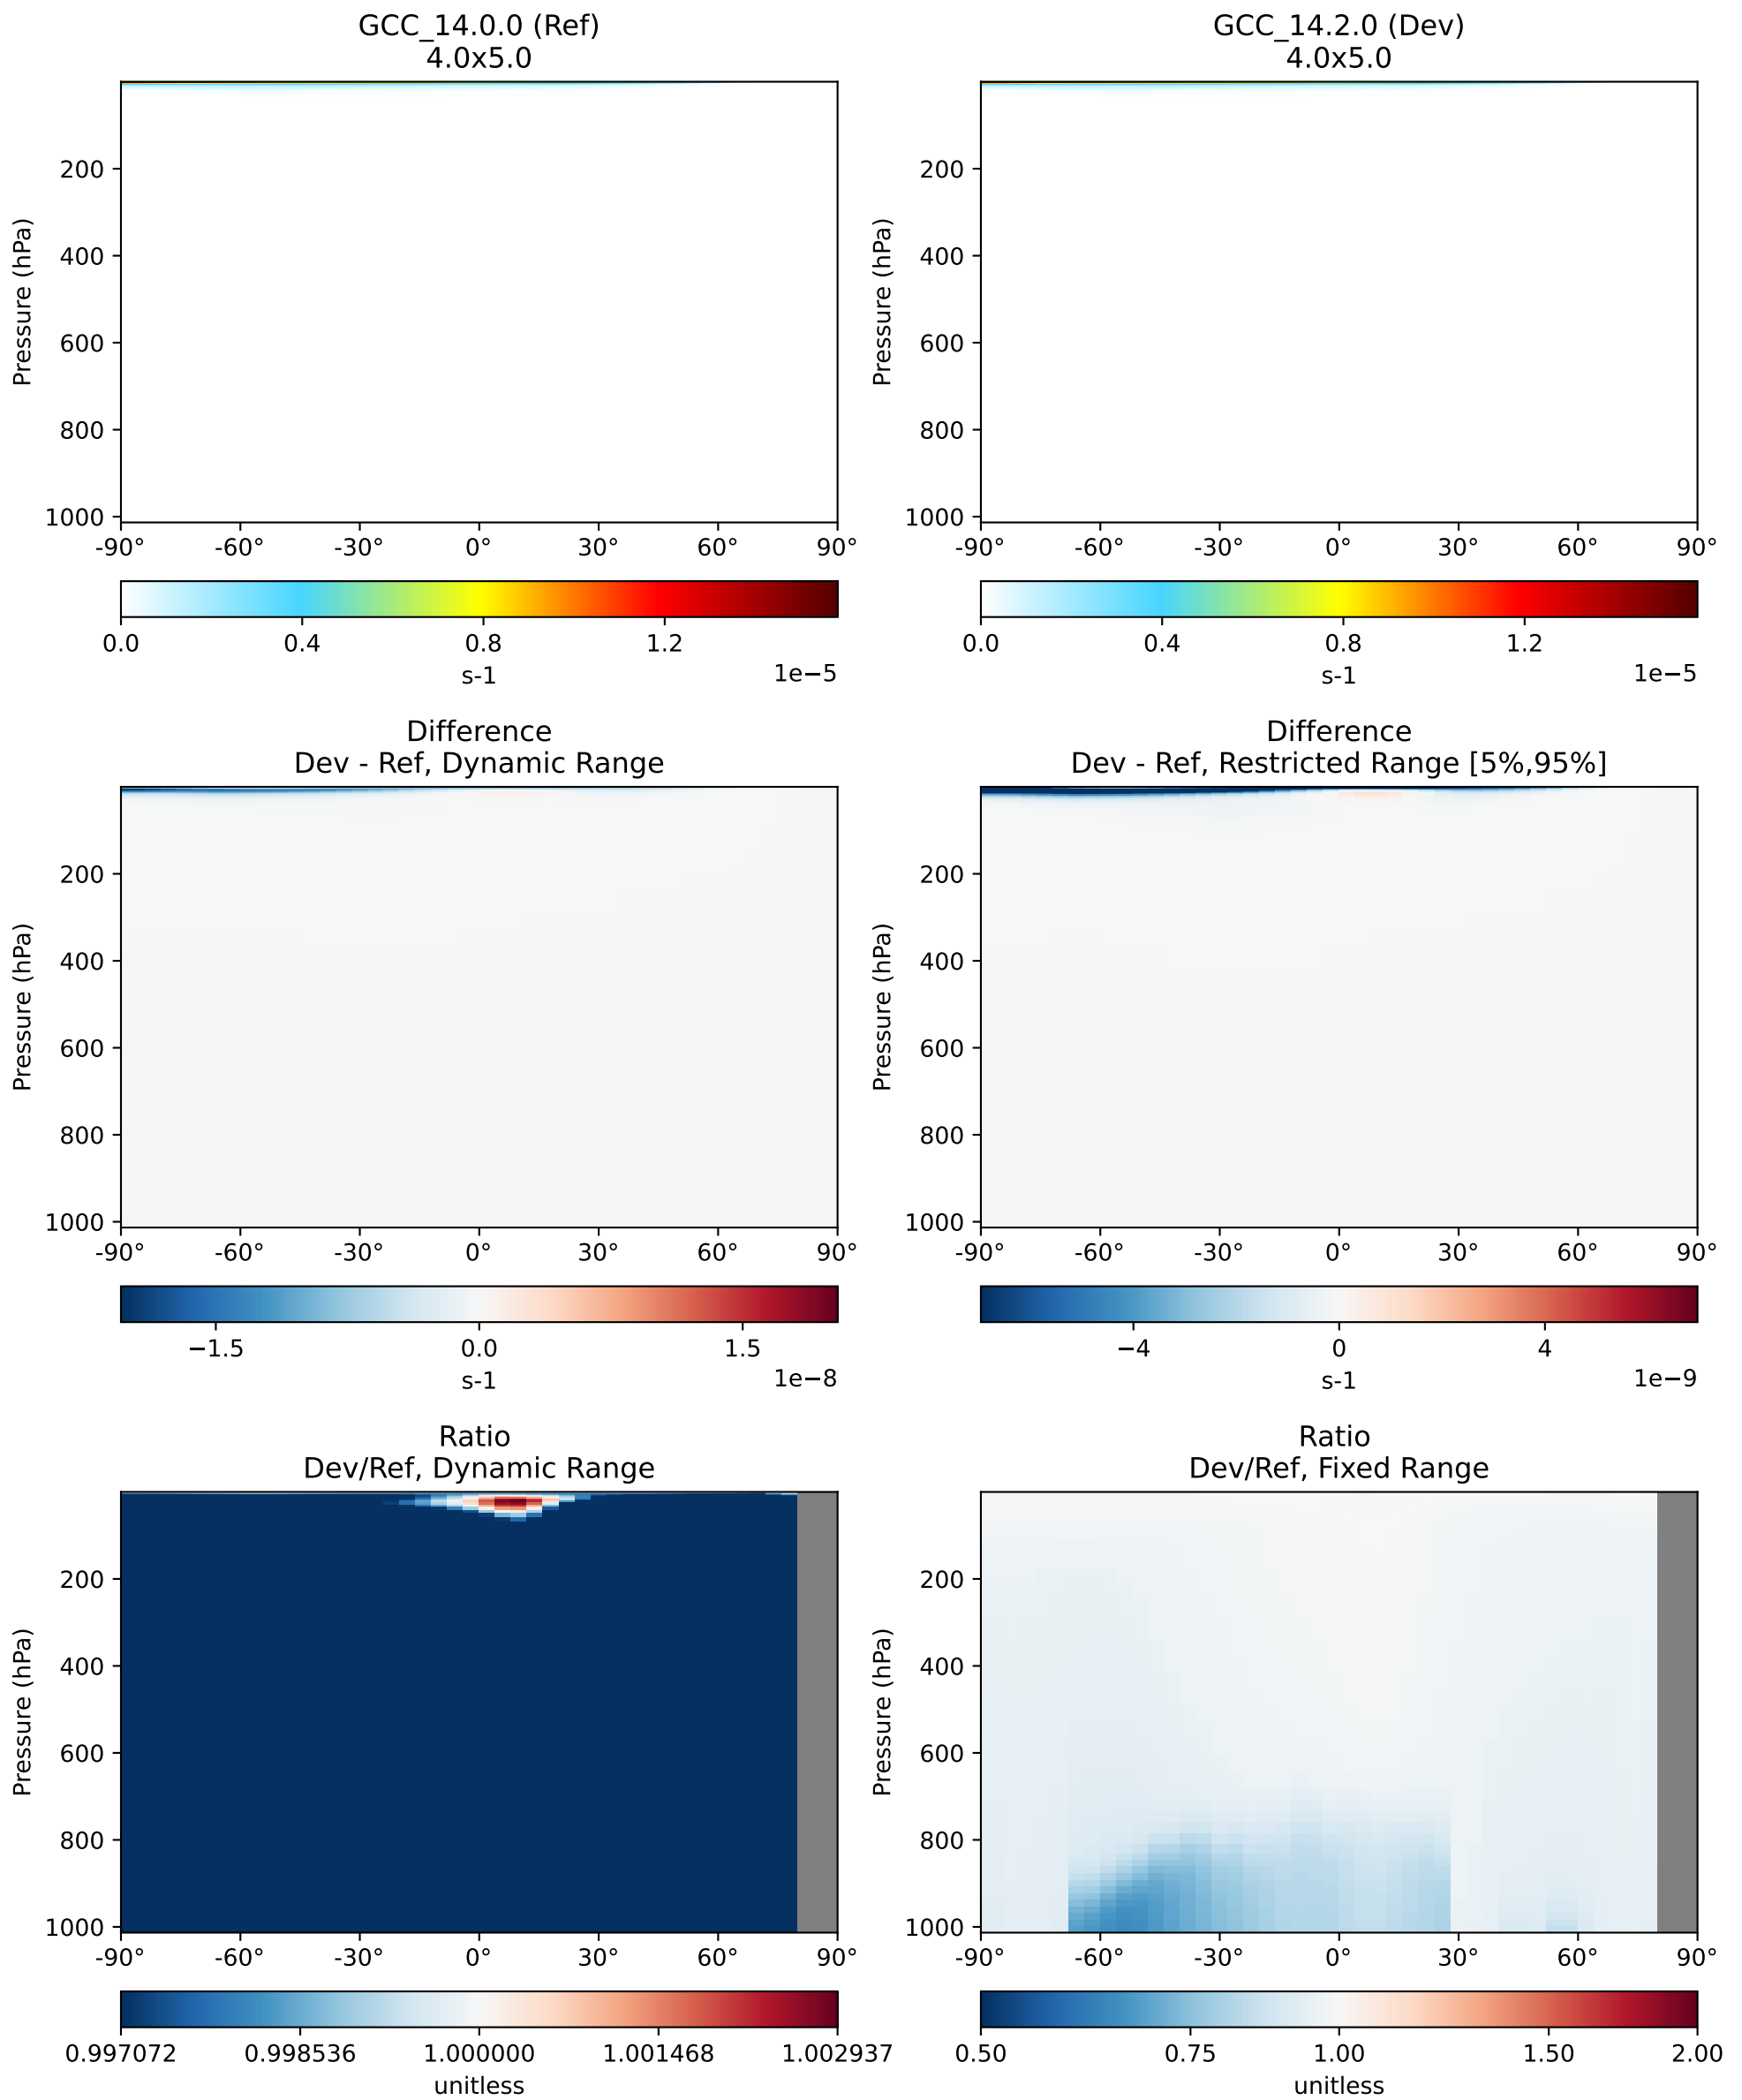 GCC_14.0.0 (Ref)
4.0x5.0
Pressure (hPa)
200
400
600
800
1000
-90° -60° -30° 0° 30° 60° 90°
0.0 0.4 0.8 1.2
s-1 1e−5
GCC_14.2.0 (Dev)
4.0x5.0
Pressure (hPa)
200
400
600
800
1000
-90° -60° -30° 0° 30° 60° 90°
0.0 0.4 0.8 1.2
s-1 1e−5
Difference
Dev - Ref, Dynamic Range
Pressure (hPa)
200
400
600
800
1000
-90° -60° -30° 0° 30° 60° 90°
−1.5 0.0 1.5
s-1 1e−8
Difference
Dev - Ref, Restricted Range [5%,95%]
Pressure (hPa)
200
400
600
800
1000
-90° -60° -30° 0° 30° 60° 90°
−4 0 4
s-1 1e−9
Ratio
Dev/Ref, Dynamic Range
Pressure (hPa)
200
400
600
800
1000
-90° -60° -30° 0° 30° 60° 90°
0.997072 0.998536 1.000000 1.001468 1.002937
unitless
Ratio
Dev/Ref, Fixed Range
Pressure (hPa)
200
400
600
800
1000
-90° -60° -30° 0° 30° 60° 90°
0.50 0.75 1.00 1.50 2.00
unitless